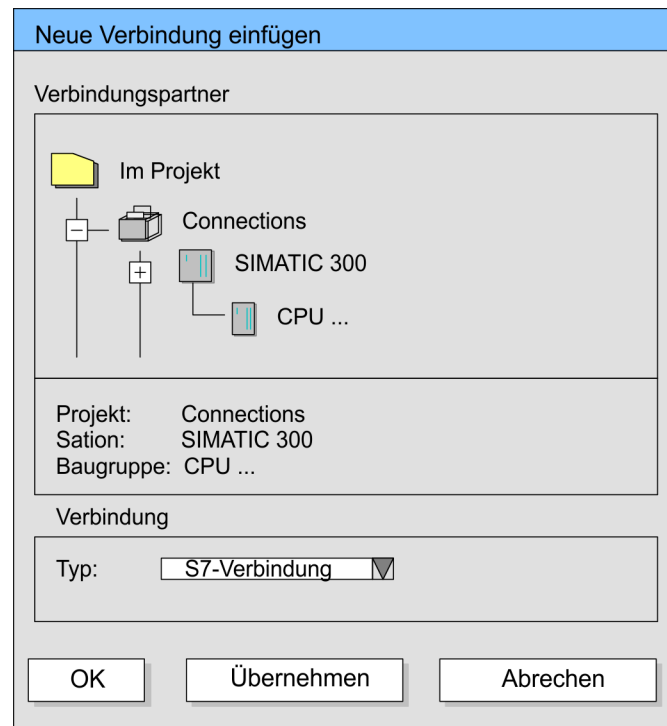 Neue Verbindung einfügen
Verbindungspartner
Im Projekt
Connections
SIMATIC 300
CPU ...
Projekt: Connections
Sation: SIMATIC 300
Baugruppe: CPU ...
Verbindung
Typ: S7-Verbindung
OK Übernehmen Abrechen